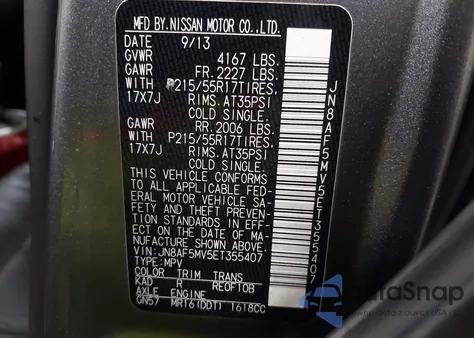 MFD BY. NISSAN MOTOR CO., LTD.
DATE 9/13
GVWR 4167 LBS.
GAWR FR. 2227 LBS.
WITH P215/55R17TIRES.
17X7J RIMS. AT35PSI
COLD SINGLE.
GAWR RR. 2006 LBS.
WITH P215/55R17TIRES.
17X7J RIMS. AT35PSI
COLD SINGLE.
THIS VEHICLE CONFORMS
TO ALL APPLICABLE FED-
ERAL MOTOR VEHICLE SA-
FETY AND THEFT PREVEN-
TION STANDARDS IN EFF-
ECT ON THE DATE OF MA-
NUFACTURE SHOWN ABOVE.
VIN: JN8AF5MV5ET355407
TYPE: MPV
COLOR TRIM TRANS
KAD R RE0F10B
AXLE ENGINE
GN57 MR16(DDT) 1618CC
JN8AF5MV5ET355407
AutoSnap